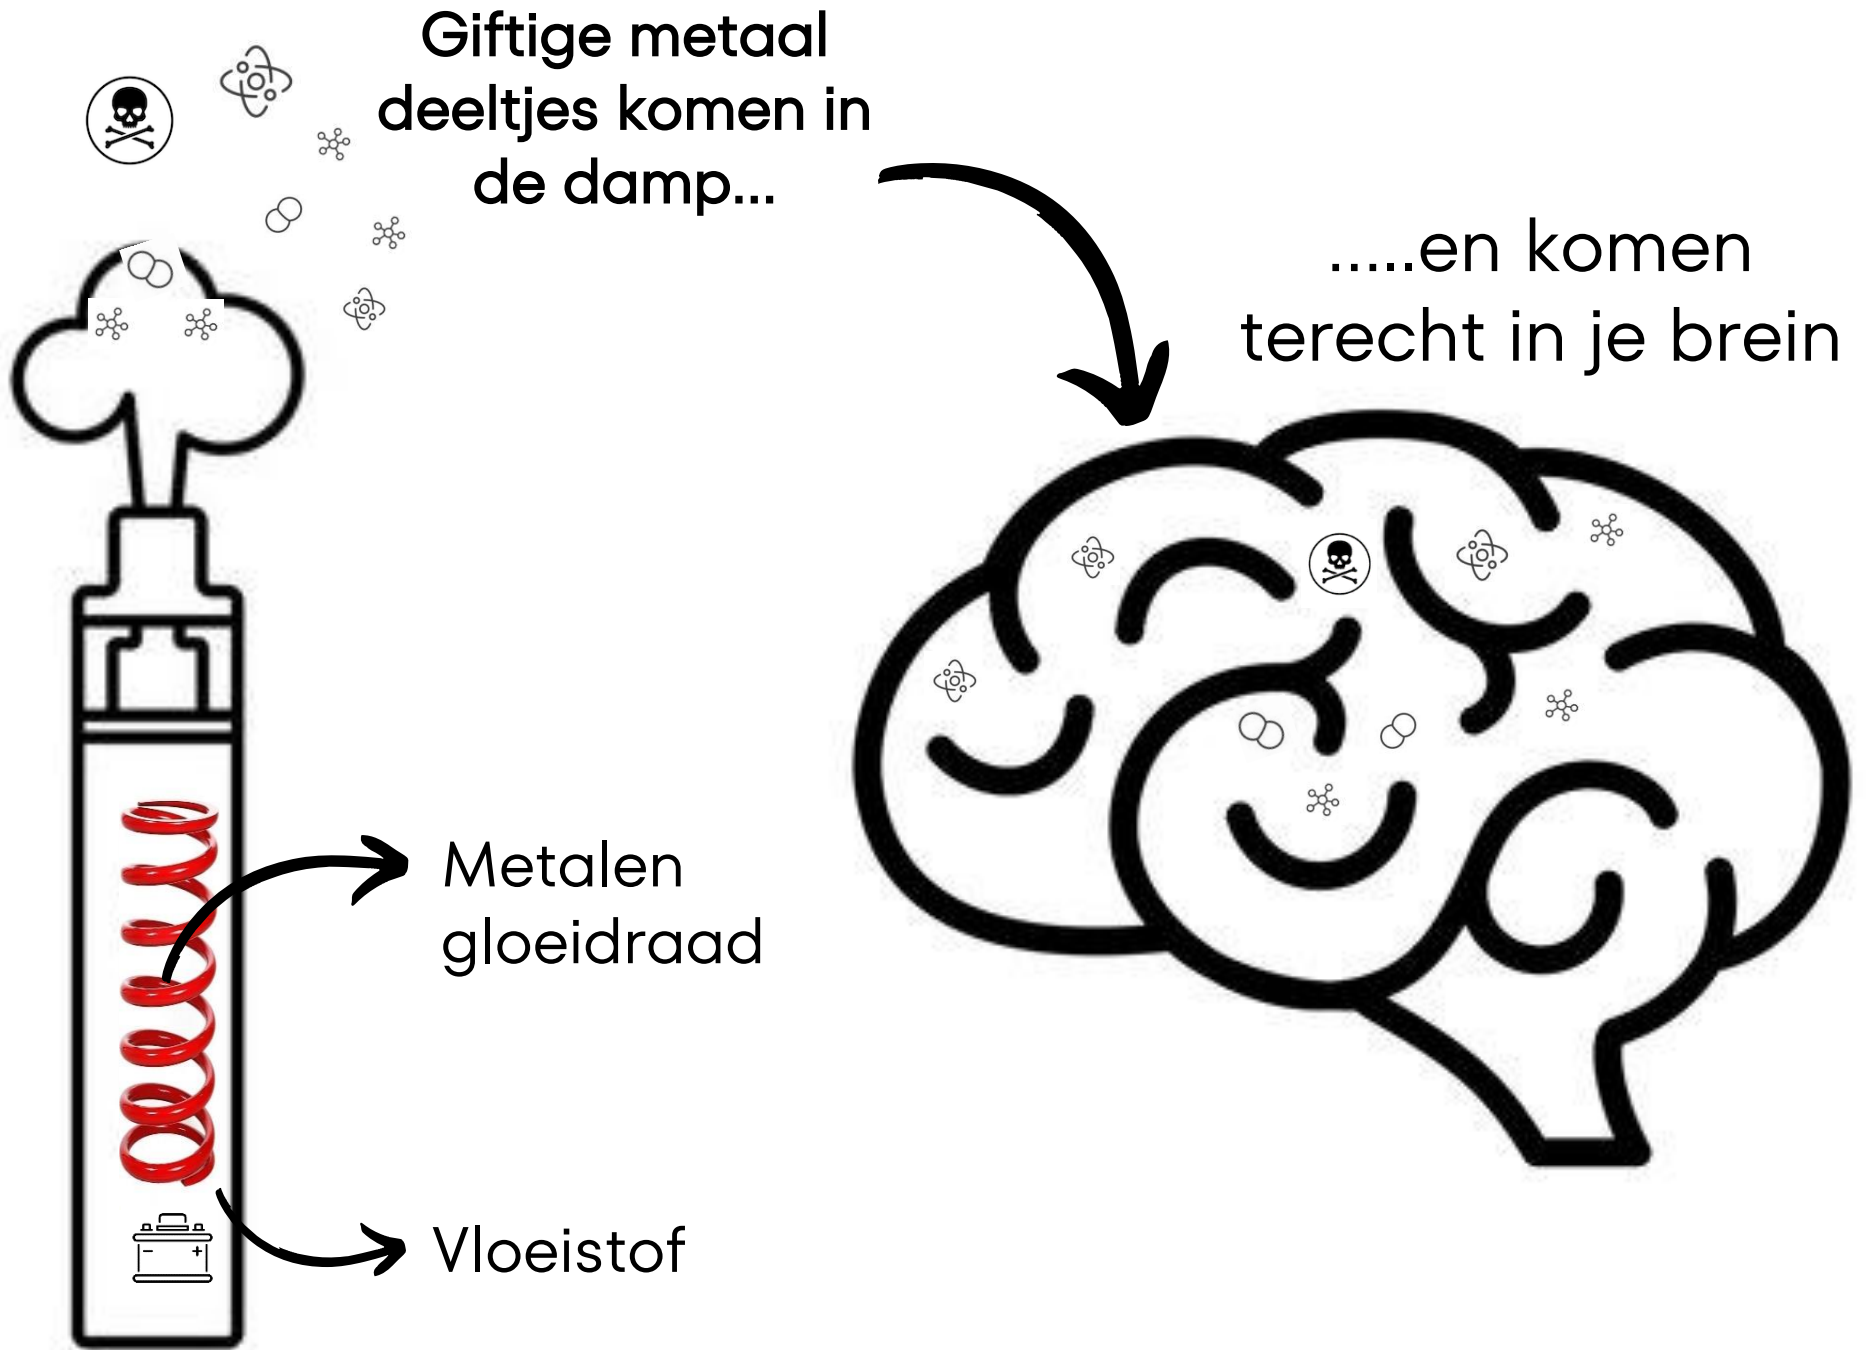 Giftige metaal
deeltjes komen in
de damp...
.....en komen
terecht in je brein
Metalen
gloeidraad
Vloeistof
- +